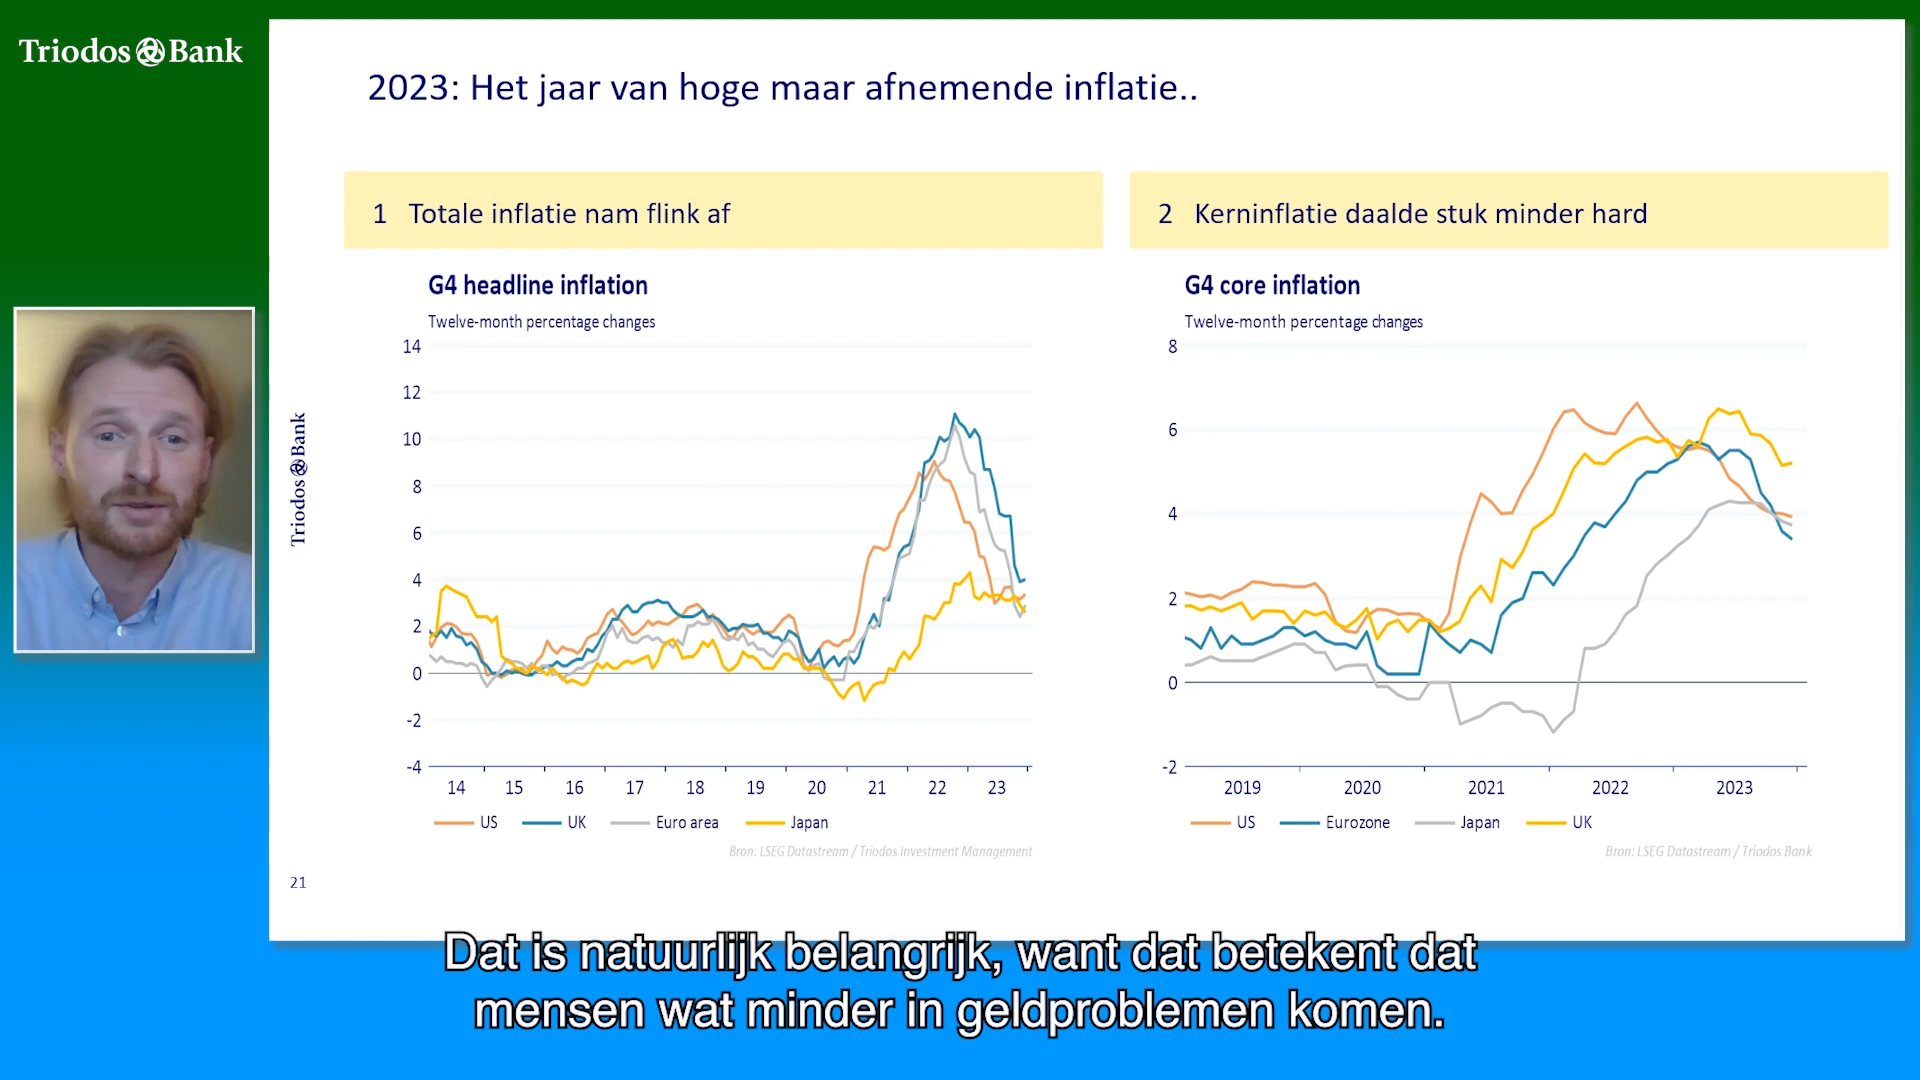 Triodos Bank
2023: Het jaar van hoge maar afnemende inflatie..
1 Totale inflatie nam flink af
G4 headline inflation
Twelve-month percentage changes
14
12
10
8
6
4
2
0
-2
-4
14 15 16 17 18 19 20 21 22 23
US UK Euro area Japan
Bron: LSEG Datastream / Triodos Investment Management
2 Kerninflatie daalde stuk minder hard
G4 core inflation
Twelve-month percentage changes
8
6
4
2
0
-2
2019 2020 2021 2022 2023
US Eurozone Japan UK
Bron: LSEG Datastream / Triodos Bank
Triodos Bank
21
Dat is natuurlijk belangrijk, want dat betekent dat
mensen wat minder in geldproblemen komen.